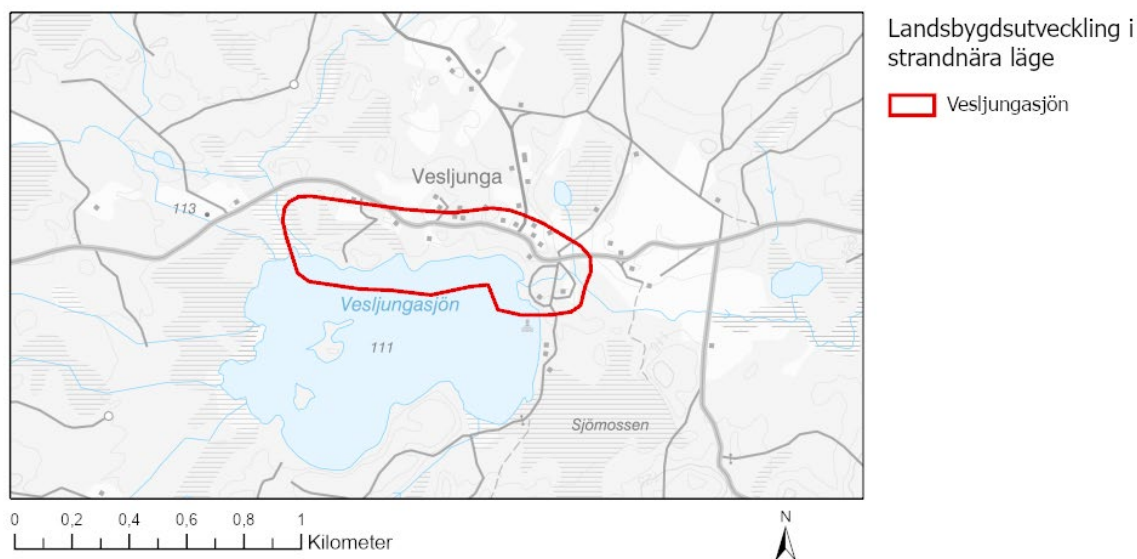 Landsbygdsutveckling i
strandnära läge
Vesljungasjön
Vesljunga
113
Vesljungasjön
111
Sjömossen
0 0,2 0,4 0,6 0,8 1
Kilometer
N